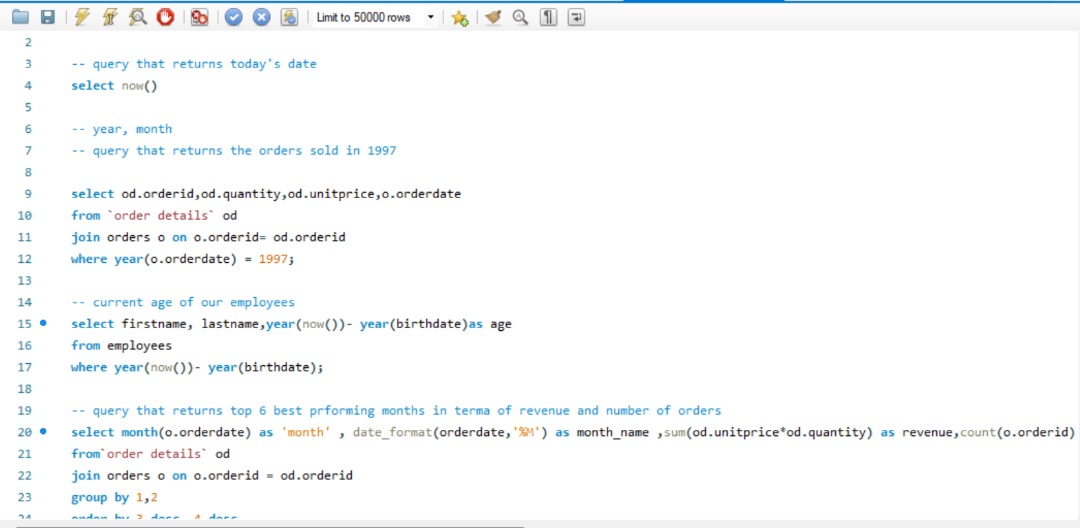 Limit to 50000 rows
2
3 -- query that returns today's date
4 select now()
5
6 -- year, month
7 -- query that returns the orders sold in 1997
8
9 select od.orderid,od.quantity,od.unitprice,o.orderdate
10 from `order details` od
11 join orders o on o.orderid= od.orderid
12 where year(o.orderdate) = 1997;
13
14 -- current age of our employees
15 select firstname, lastname,year(now())- year(birthdate)as age
16 from employees
17 where year(now())- year(birthdate);
18
19 -- query that returns top 6 best prforming months in terma of revenue and number of orders
20 select month(o.orderdate) as 'month' , date_format(orderdate,'%M') as month_name ,sum(od.unitprice*od.quantity) as revenue,count(o.orderid)
21 from`order details` od
22 join orders o on o.orderid = od.orderid
23 group by 1,2
24 order by 3 desc, 4 desc